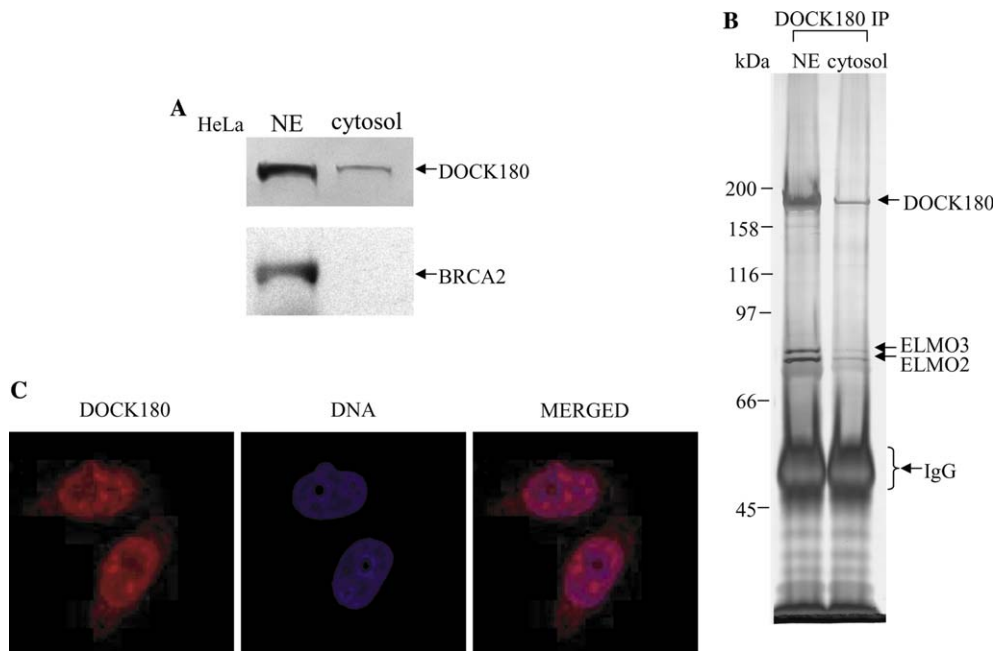 A
HeLa NE cytosol
DOCK180
BRCA2
B
DOCK180 IP
kDa NE cytosol
200
DOCK180
158
116
97
ELMO3
ELMO2
66
IgG
45
C
DOCK180 DNA MERGED